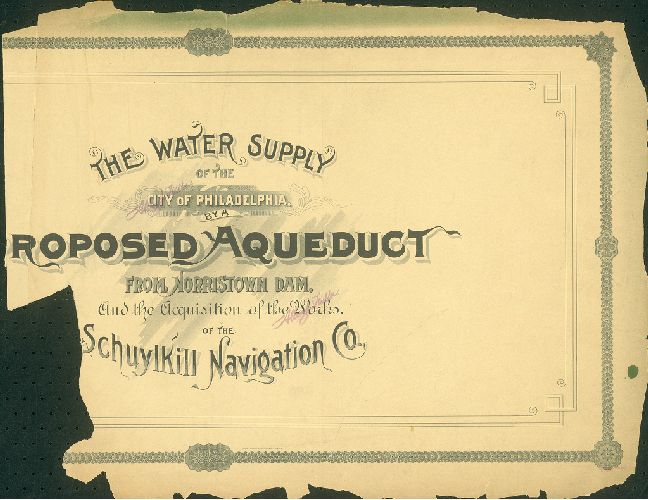 THE WATER SUPPLY
OF THE
CITY OF PHILADELPHIA,
BY A
ROPOSED AQUEDUCT
FROM NORRISTOWN DAM,
And the Acquisition of the Works.
OF THE
Schuylkill Navigation Co.,